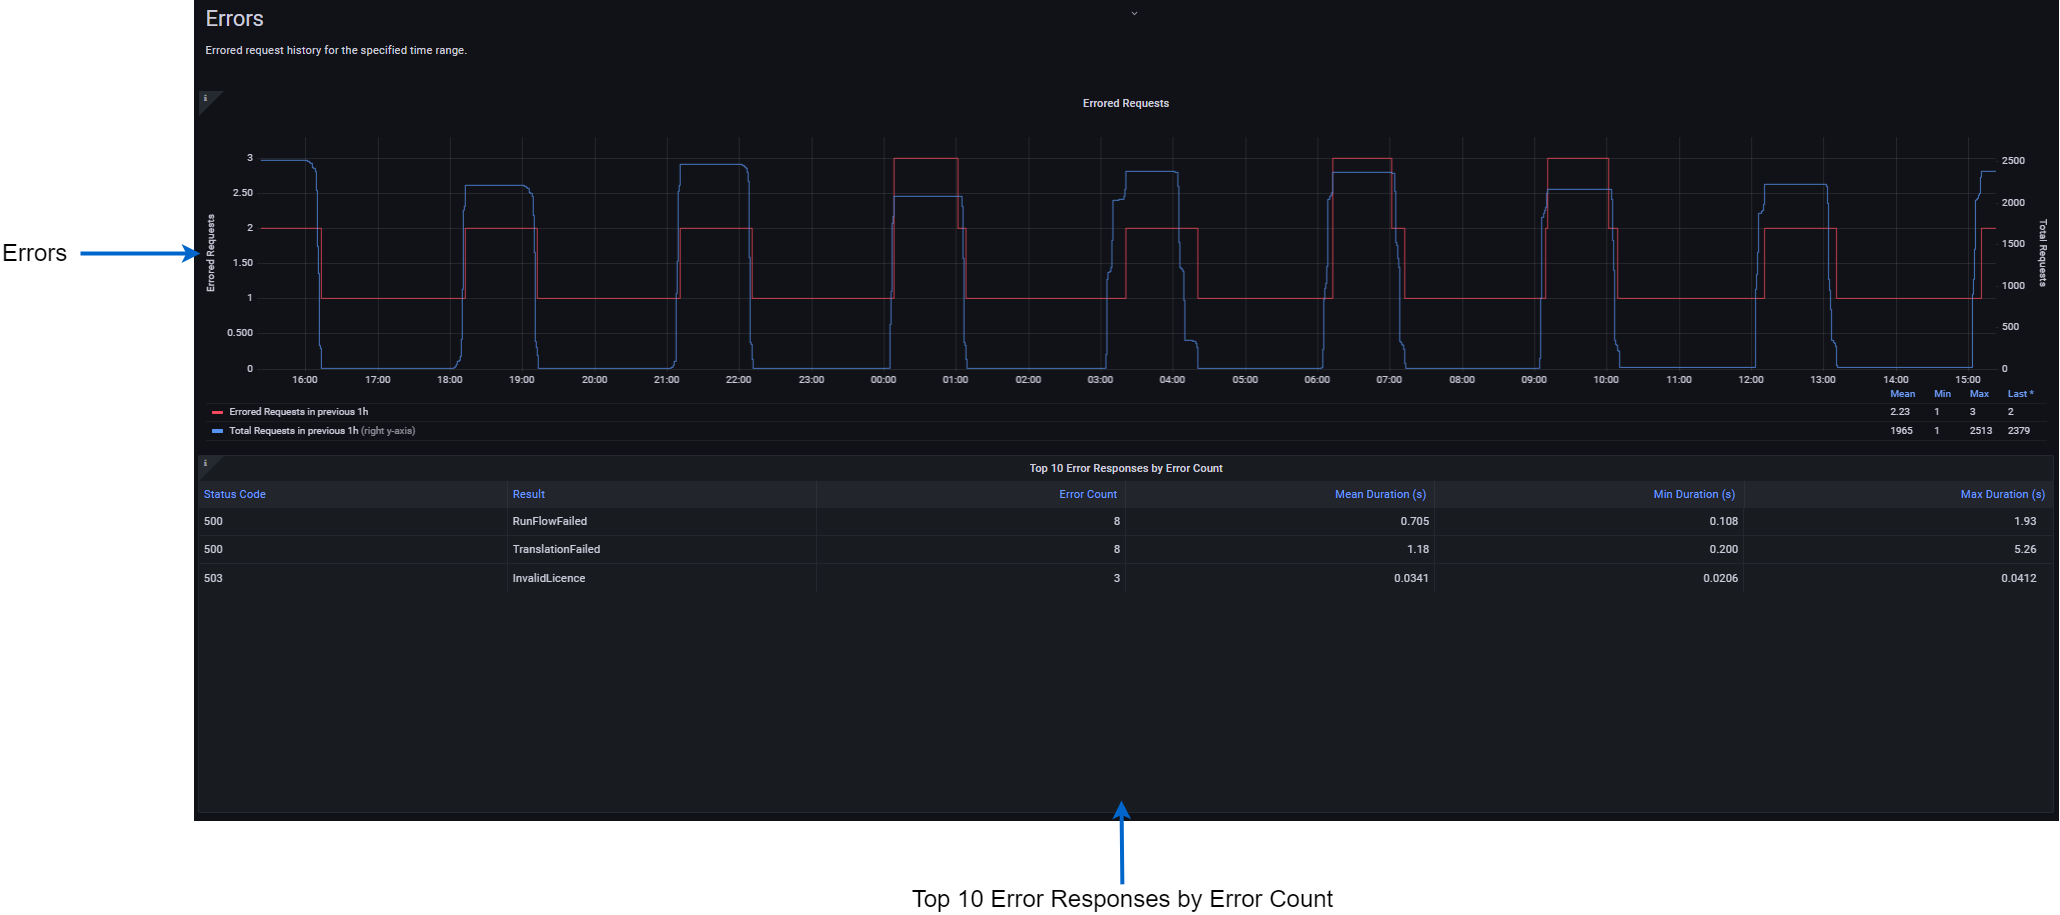 Errors
Errored request history for the specified time range.
Errored Requests
Errored Requests
3
2.50
2
1.50
1
0.500
0
2500
2000
1500
1000
500
0
Total Requests
Errors
16:00 17:00 18:00 19:00 20:00 21:00 22:00 23:00 00:00 01:00 02:00 03:00 04:00 05:00 06:00 07:00 08:00 09:00 10:00 11:00 12:00 13:00 14:00 15:00
Mean Min Max Last *
Errored Requests in previous 1h 2.23 1 3 2
Total Requests in previous 1h (right y-axis) 1965 1 2513 2379
Top 10 Error Responses by Error Count
Status Code Result Error Count Mean Duration (s) Min Duration (s) Max Duration (s)
500 RunFlowFailed 8 0.705 0.108 1.93
500 TranslationFailed 8 1.18 0.200 5.26
503 InvalidLicence 3 0.0341 0.0206 0.0412
Top 10 Error Responses by Error Count